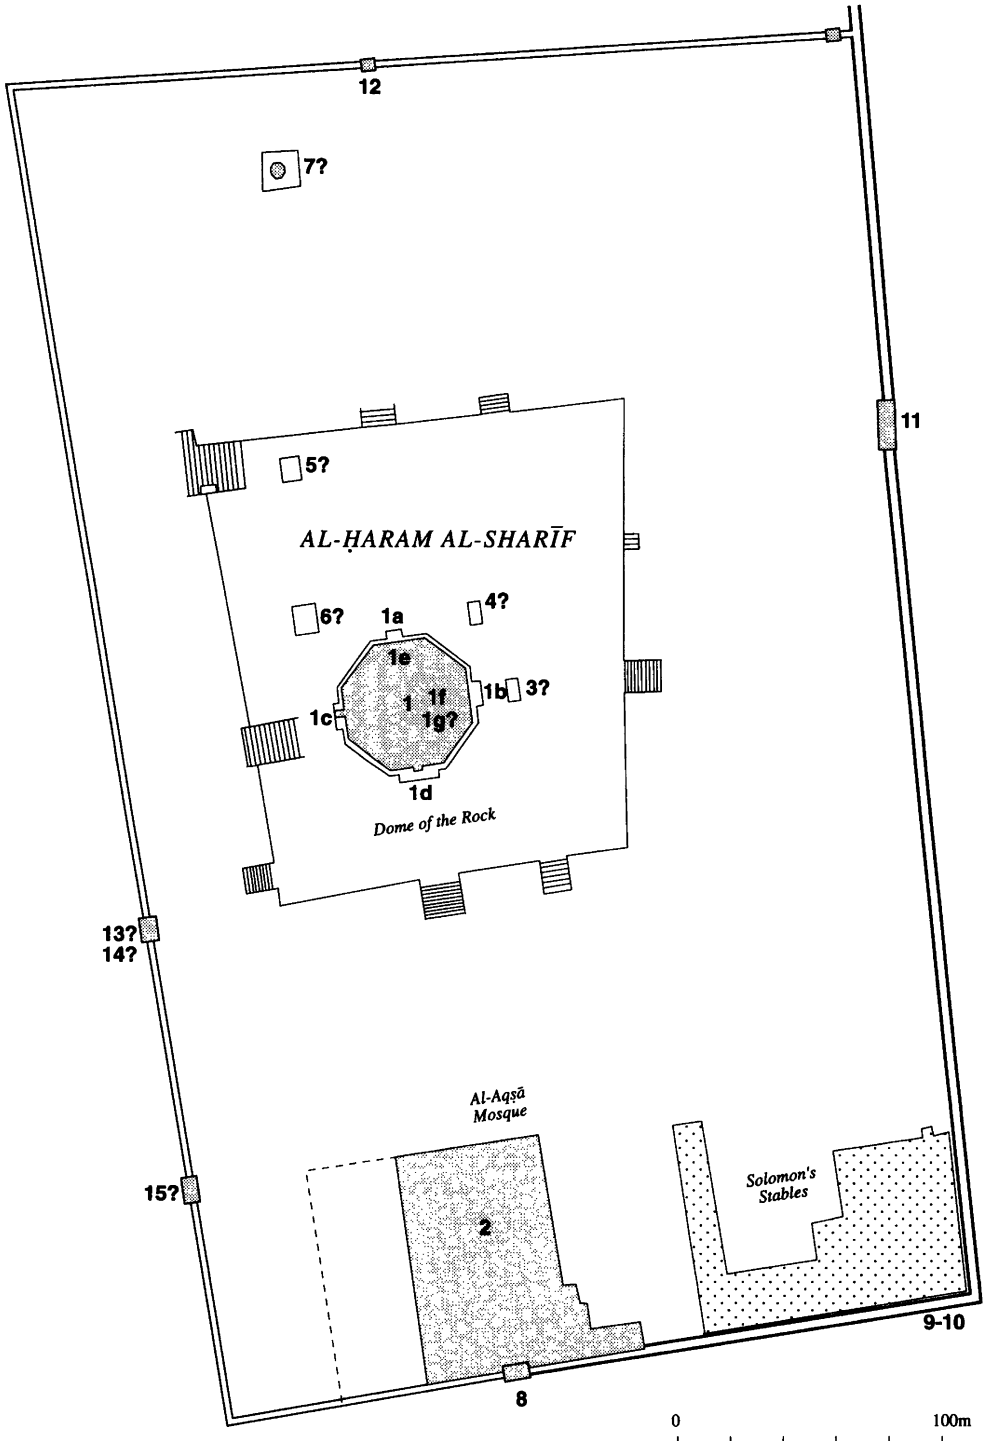 12
7?
11
5?
AL-ḤARAM AL-SHARĪF
4?
6?
1a
1e
1b
3?
1f
1
1c
1g?
1d
Dome of the Rock
13?
14?
Al-Aqṣā
Mosque
Solomon's
Stables
15?
2
9-10
8
0
100m